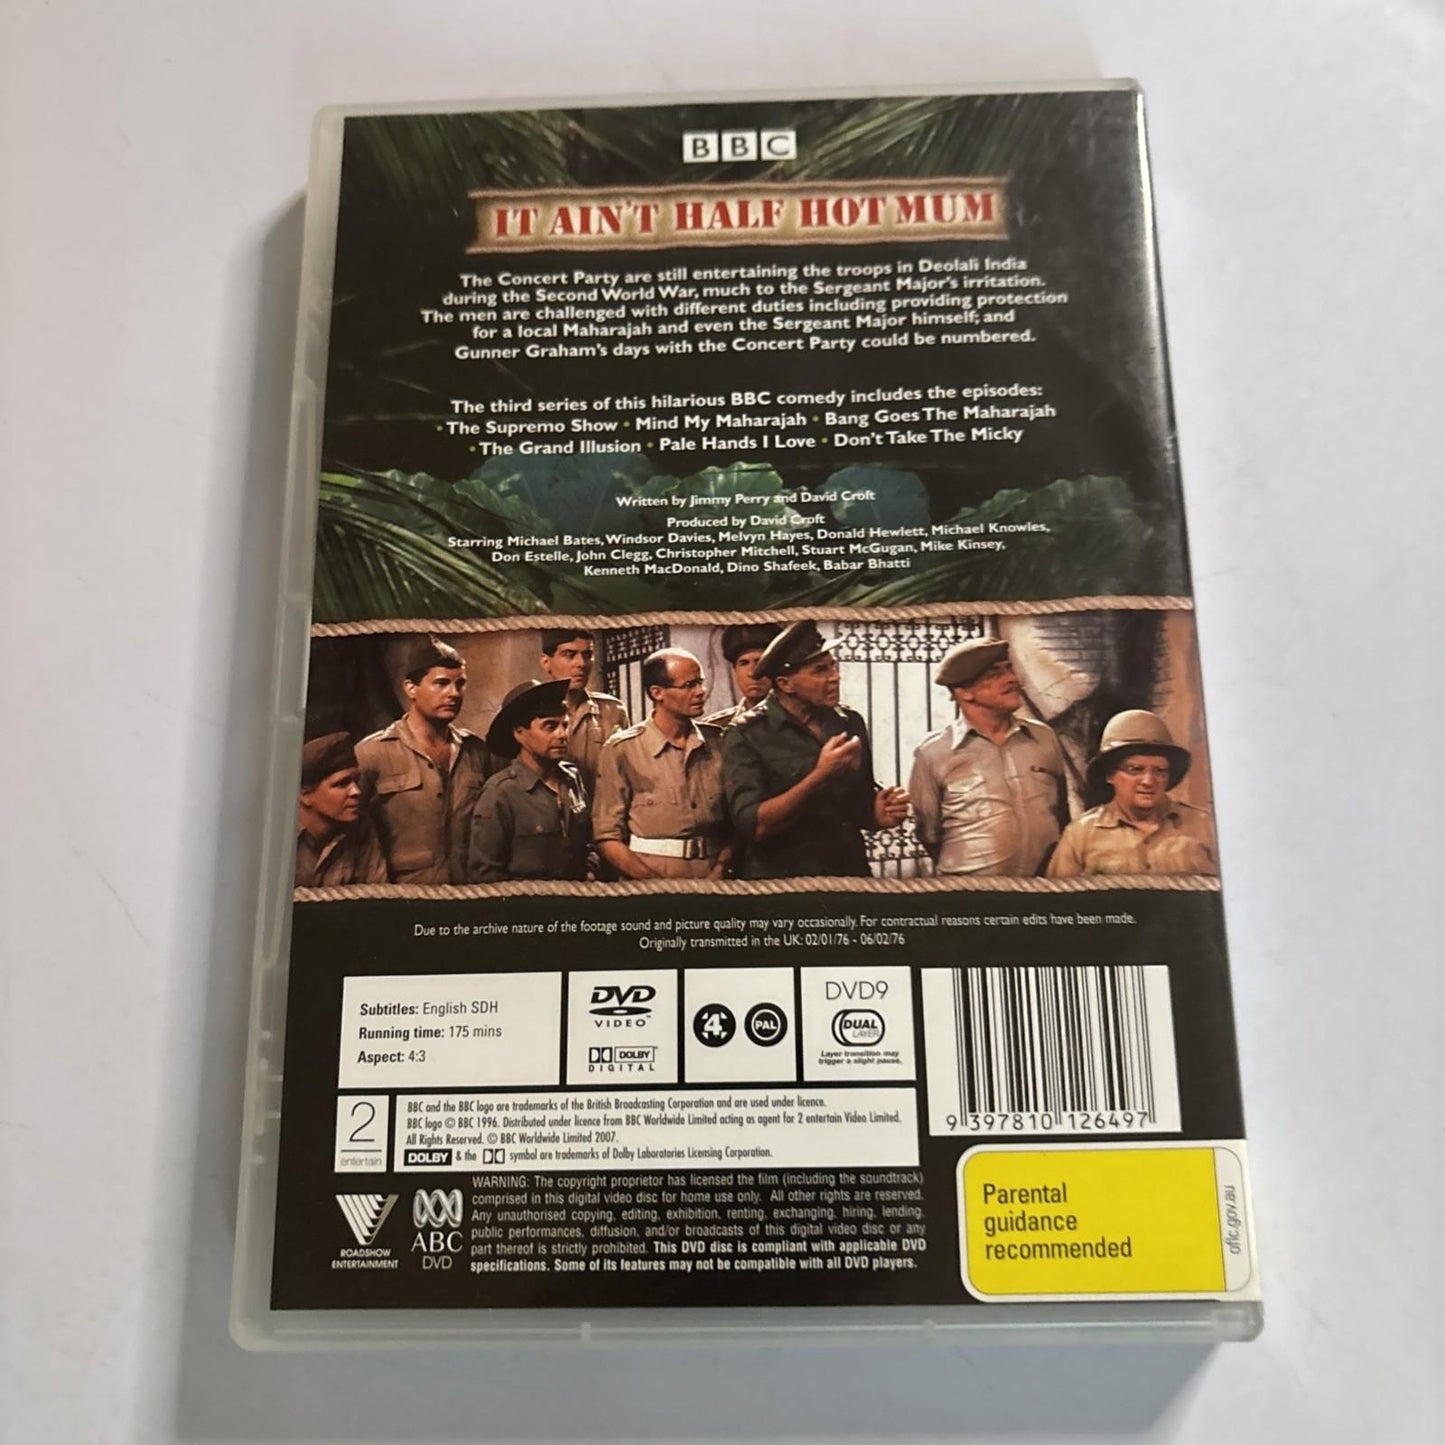 BBC
IT AIN'T HALF HOT MUM
The Concert Party are still entertaining the troops in Deolali India
during the Second World War, much to the Sergeant Major's irritation.
The men are challenged with different duties including providing protection
for a local Maharajah and even the Sergeant Major himself; and
Gunner Graham's days with the Concert Party could be numbered.
The third series of this hilarious BBC comedy includes the episodes:
• The Supremo Show • Mind My Maharajah • Bang Goes The Maharajah
• The Grand Illusion • Pale Hands I Love • Don't Take The Micky
Written by Jimmy Perry and David Croft
Produced by David Croft
Starring Michael Bates, Windsor Davies, Melvyn Hayes, Donald Hewlett, Michael Knowles,
Don Estelle, John Clegg, Christopher Mitchell, Stuart McGugan, Mike Kinsey,
Kenneth MacDonald, Dino Shafeek, Babar Bhatti
Due to the archive nature of the footage sound and picture quality may vary occasionally. For contractual reasons certain edits have been made.
Originally transmitted in the UK: 02/01/76 - 06/02/76
Subtitles: English SDH
Running time: 175 mins
Aspect: 4:3
DVD
VIDEO™
DOLBY
DIGITAL
4
PAL
DVD9
DUAL
LAYER
Layer transition may
trigger a slight pause.
9 397810 126497
2
entertain
BBC and the BBC logo are trademarks of the British Broadcasting Corporation and are used under licence.
BBC logo © BBC 1996. Distributed under licence from BBC Worldwide Limited acting as agent for 2 entertain Video Limited.
All Rights Reserved. © BBC Worldwide Limited 2007.
DOLBY & the symbol are trademarks of Dolby Laboratories Licensing Corporation.
ROADSHOW
ENTERTAINMENT
ABC
DVD
WARNING: The copyright proprietor has licensed the film (including the soundtrack)
comprised in this digital video disc for home use only. All other rights are reserved.
Any unauthorised copying, editing, exhibition, renting, exchanging, hiring, lending,
public performances, diffusion, and/or broadcasts of this digital video disc or any
part thereof is strictly prohibited. This DVD disc is compliant with applicable DVD
specifications. Some of its features may not be compatible with all DVD players.
Parental
guidance
recommended
oflc.gov.au